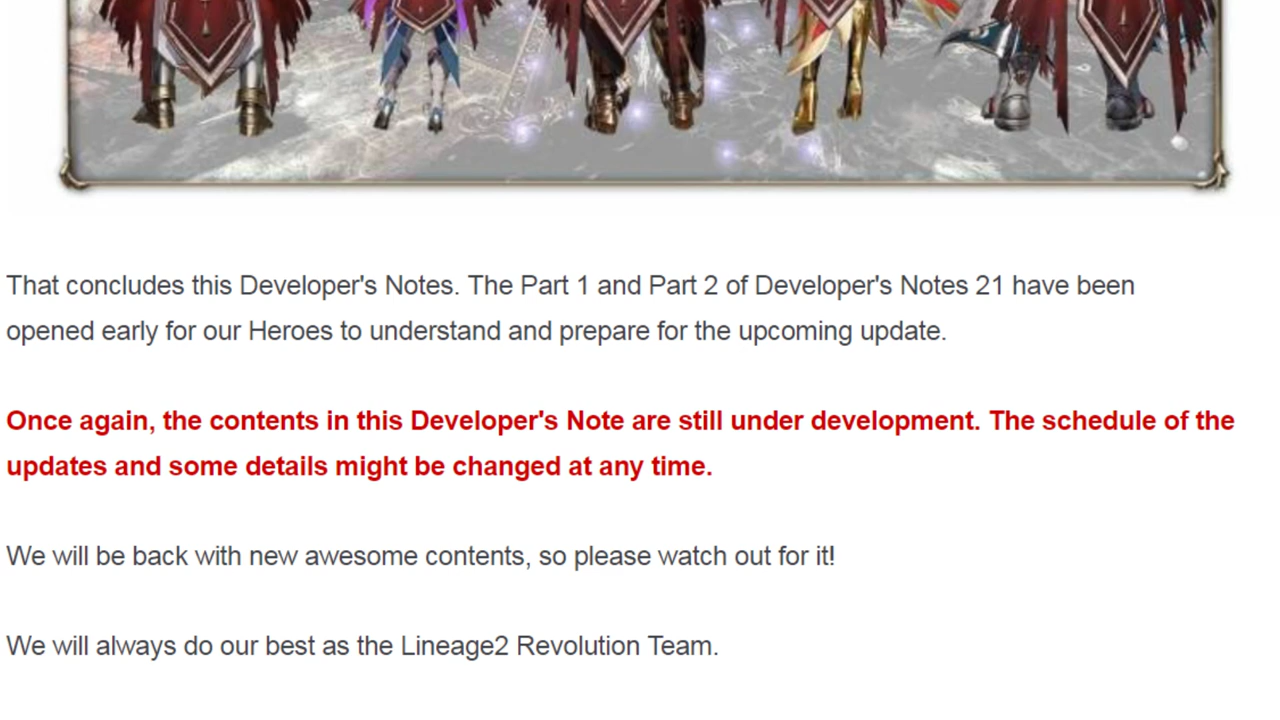 That concludes this Developer's Notes. The Part 1 and Part 2 of Developer's Notes 21 have been
opened early for our Heroes to understand and prepare for the upcoming update.
Once again, the contents in this Developer's Note are still under development. The schedule of the
updates and some details might be changed at any time.
We will be back with new awesome contents, so please watch out for it!
We will always do our best as the Lineage2 Revolution Team.